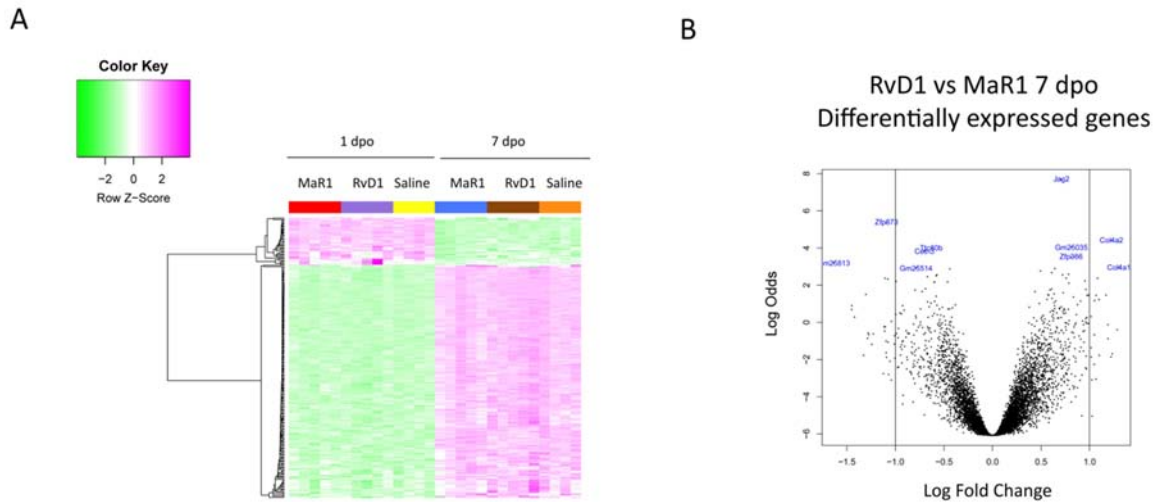 A
Color Key
−2 0 2
Row Z−Score
1 dpo 7 dpo
MaR1 RvD1 Saline MaR1 RvD1 Saline
B
RvD1 vs MaR1 7 dpo
Differentially expressed genes
Log Odds
8
6
4
2
0
−2
−4
−6
Jag2
Zfp873
Col4a2
Gm26035
Zfp366
Col4a1
m26813
Gm26514
−1.5 −1.0 −0.5 0.0 0.5 1.0
Log Fold Change